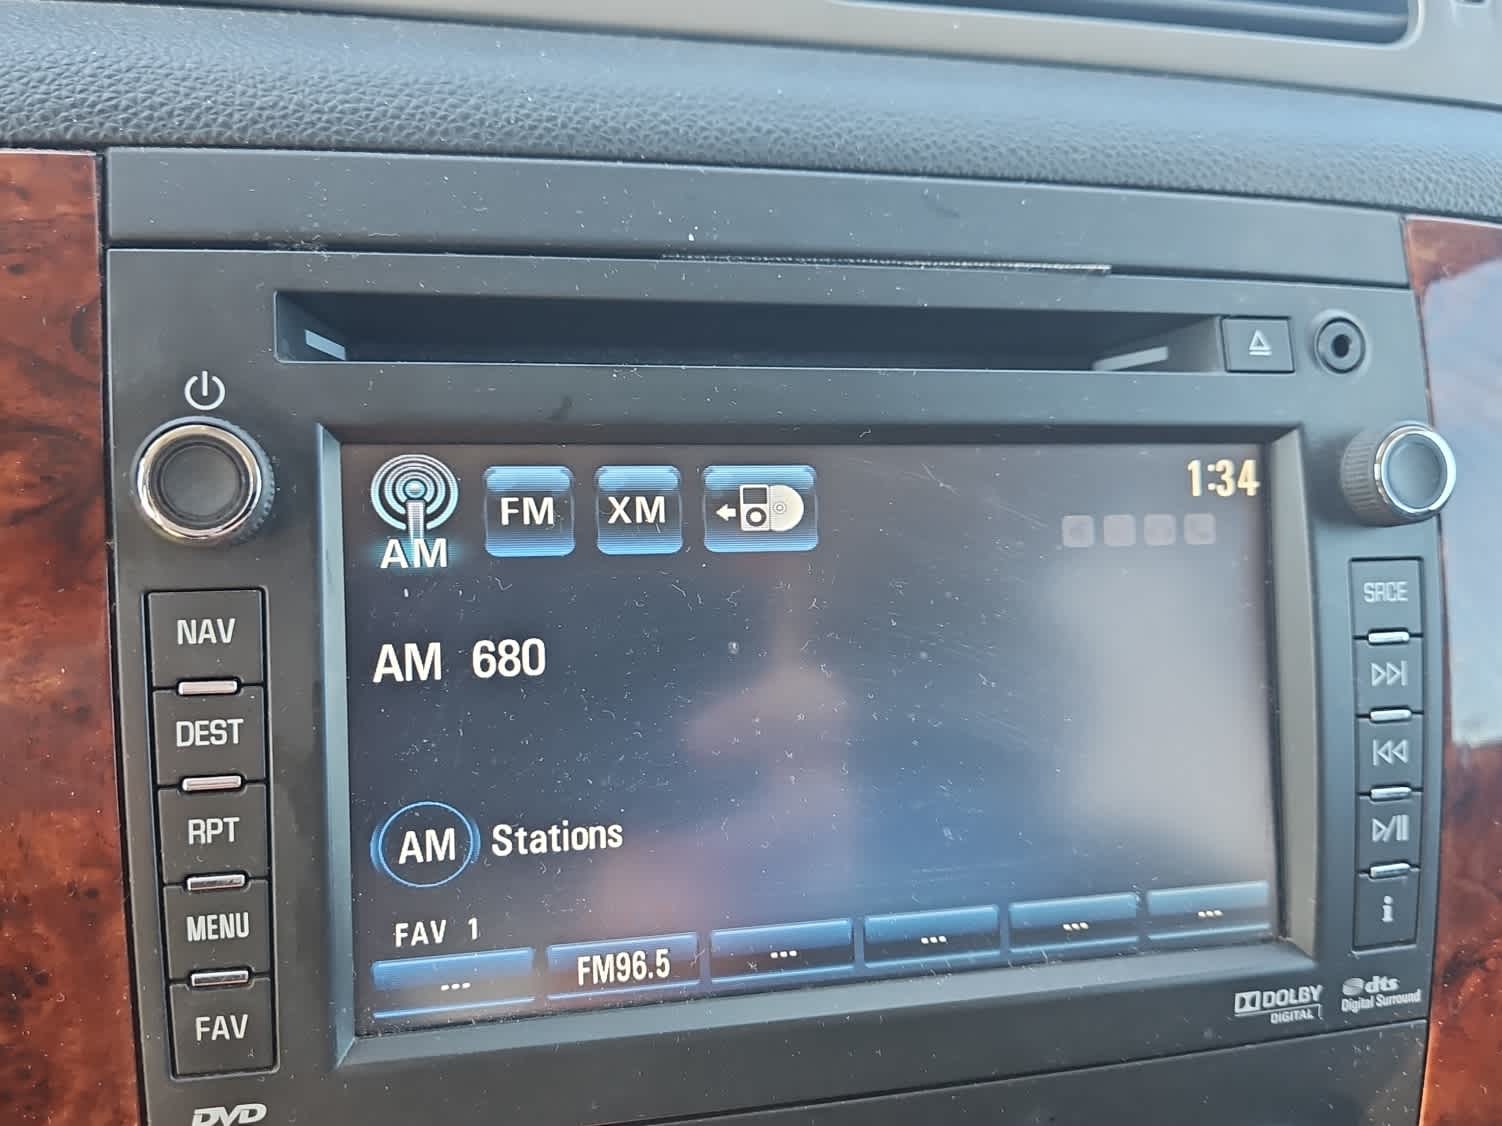 1:34
AM FM XM
AM 680
AM Stations
FAV 1
... FM96.5 ... ... ... ...
NAV
DEST
RPT
MENU
FAV
SRCE
i
DVD
DOLBY
DIGITAL
dts
Digital Surround